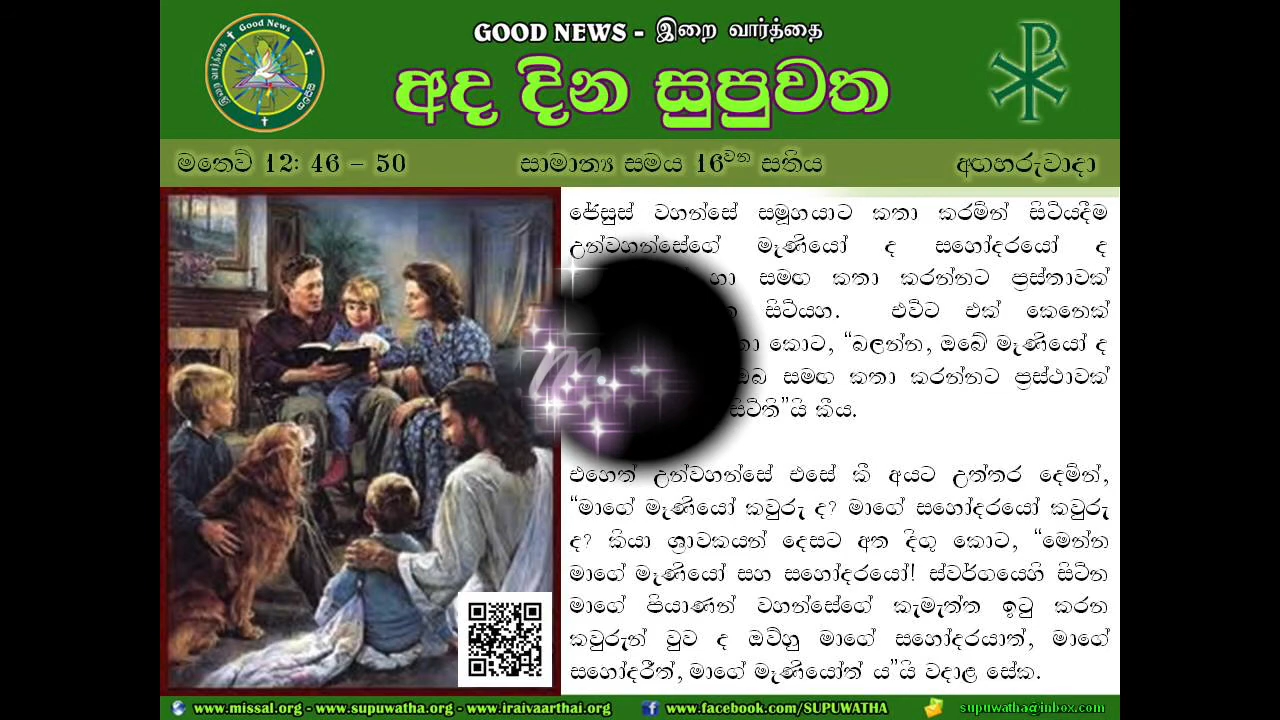 GOOD NEWS - இறை வார்த்தை
අද දින සුපුවත
Good News
இறை வார்த்தை
මතෙව් 12: 46 – 50 සාමාන්‍ය සමය 16වන සතිය අඟහරුවාදා
ජේසුස් වහන්සේ සමූහයාට කතා කරමින් සිටියදීම
උන්වහන්සේගේ මෑණියෝ ද සහෝදරයෝ ද
හා සමඟ කතා කරන්නට ප්‍රස්තාවක්
සිටියහ. එවිට එක් කෙනෙක්
කොට, “බලන්න, ඔබේ මෑණියෝ ද
ඔබ සමඟ කතා කරන්නට ප්‍රස්ථාවක්
සිටිති”යි කීය.
එහෙත් උන්වහන්සේ එසේ කී අයට උත්තර දෙමින්,
“මාගේ මෑණියෝ කවුරු ද? මාගේ සහෝදරයෝ කවුරු
ද? කියා ශ්‍රාවකයන් දෙසට අත දිගු කොට, “මෙන්න
මාගේ මෑණියෝ සහ සහෝදරයෝ! ස්වර්ගයෙහි සිටින
මාගේ පියාණන් වහන්සේගේ කැමැත්ත ඉටු කරන
කවුරුන් වුව ද ඔව්හු මාගේ සහෝදරයාත්, මාගේ
සහෝදරීත්, මාගේ මෑණියෝත් ය”යි වදාළ සේක.
www.missal.org - www.supuwatha.org - www.iraivaarthai.org www.facebook.com/SUPUWATHA supuwatha@inbox.com